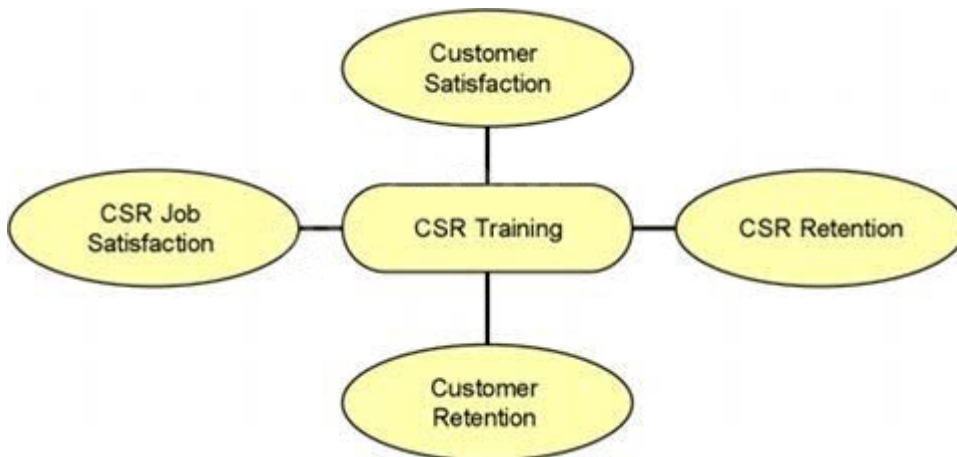 Customer
Satisfaction
CSR Job
Satisfaction
CSR Training
CSR Retention
Customer
Retention